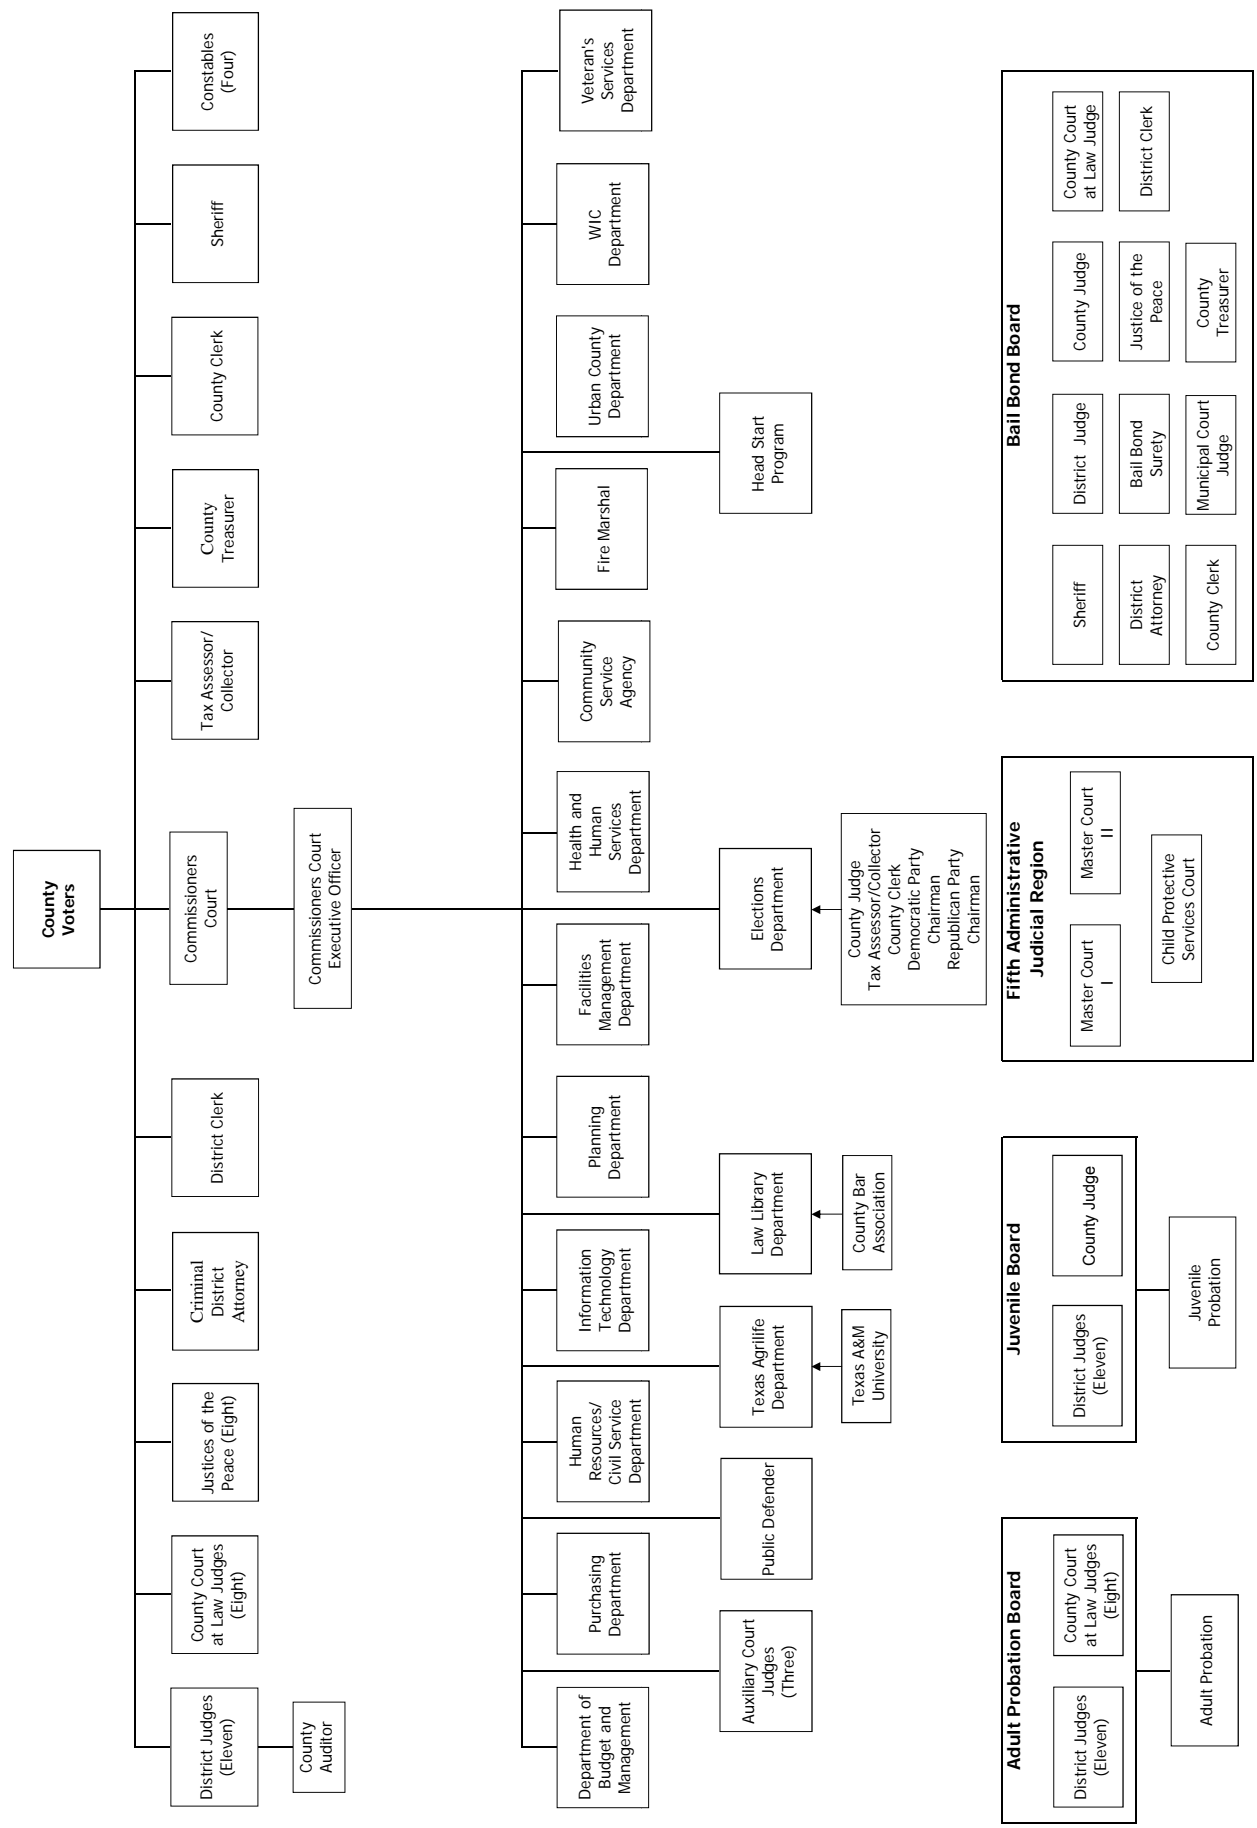 County
Voters
District Judges
(Eleven)
County Court
at Law Judges
(Eight)
Justices of the
Peace (Eight)
Criminal
District
Attorney
District Clerk
Commissioners
Court
Tax Assessor/
Collector
County
Treasurer
County Clerk
Sheriff
Constables
(Four)
County
Auditor
Commissioners Court
Executive Officer
Department of
Budget and
Management
Purchasing
Department
Human
Resources/
Civil Service
Department
Information
Technology
Department
Planning
Department
Facilities
Management
Department
Health and
Human
Services
Department
Community
Service
Agency
Fire Marshal
Urban County
Department
WIC
Department
Veteran's
Services
Department
Auxiliary Court
Judges
(Three)
Public Defender
Texas Agrilife
Department
Law Library
Department
Elections
Department
Head Start
Program
Texas A&M
University
County Bar
Association
County Judge
Tax Assessor/Collector
County Clerk
Democratic Party
Chairman
Republican Party
Chairman
Adult Probation Board
District Judges
(Eleven)
County Court
at Law Judges
(Eight)
Adult Probation
Juvenile Board
District Judges
(Eleven)
County Judge
Juvenile
Probation
Fifth Administrative
Judicial Region
Master Court
I
Master Court
II
Child Protective
Services Court
Bail Bond Board
Sheriff
District Judge
County Judge
County Court
at Law Judge
District
Attorney
Bail Bond
Surety
Justice of the
Peace
District Clerk
County Clerk
Municipal Court
Judge
County
Treasurer